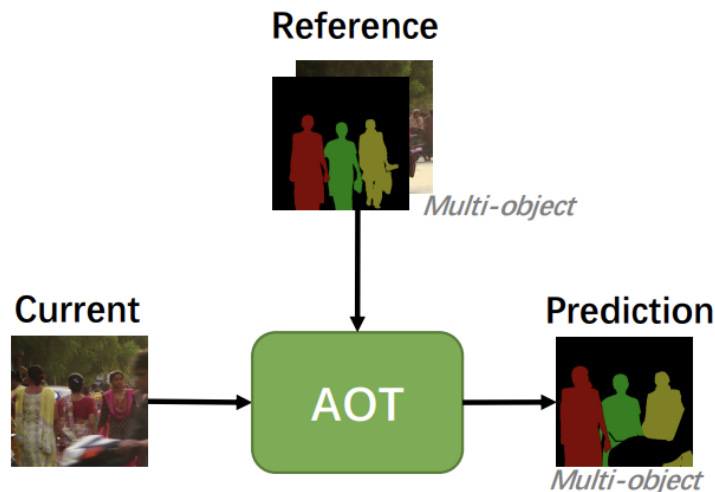 Reference
Multi-object
Current
Prediction
AOT
Multi-object